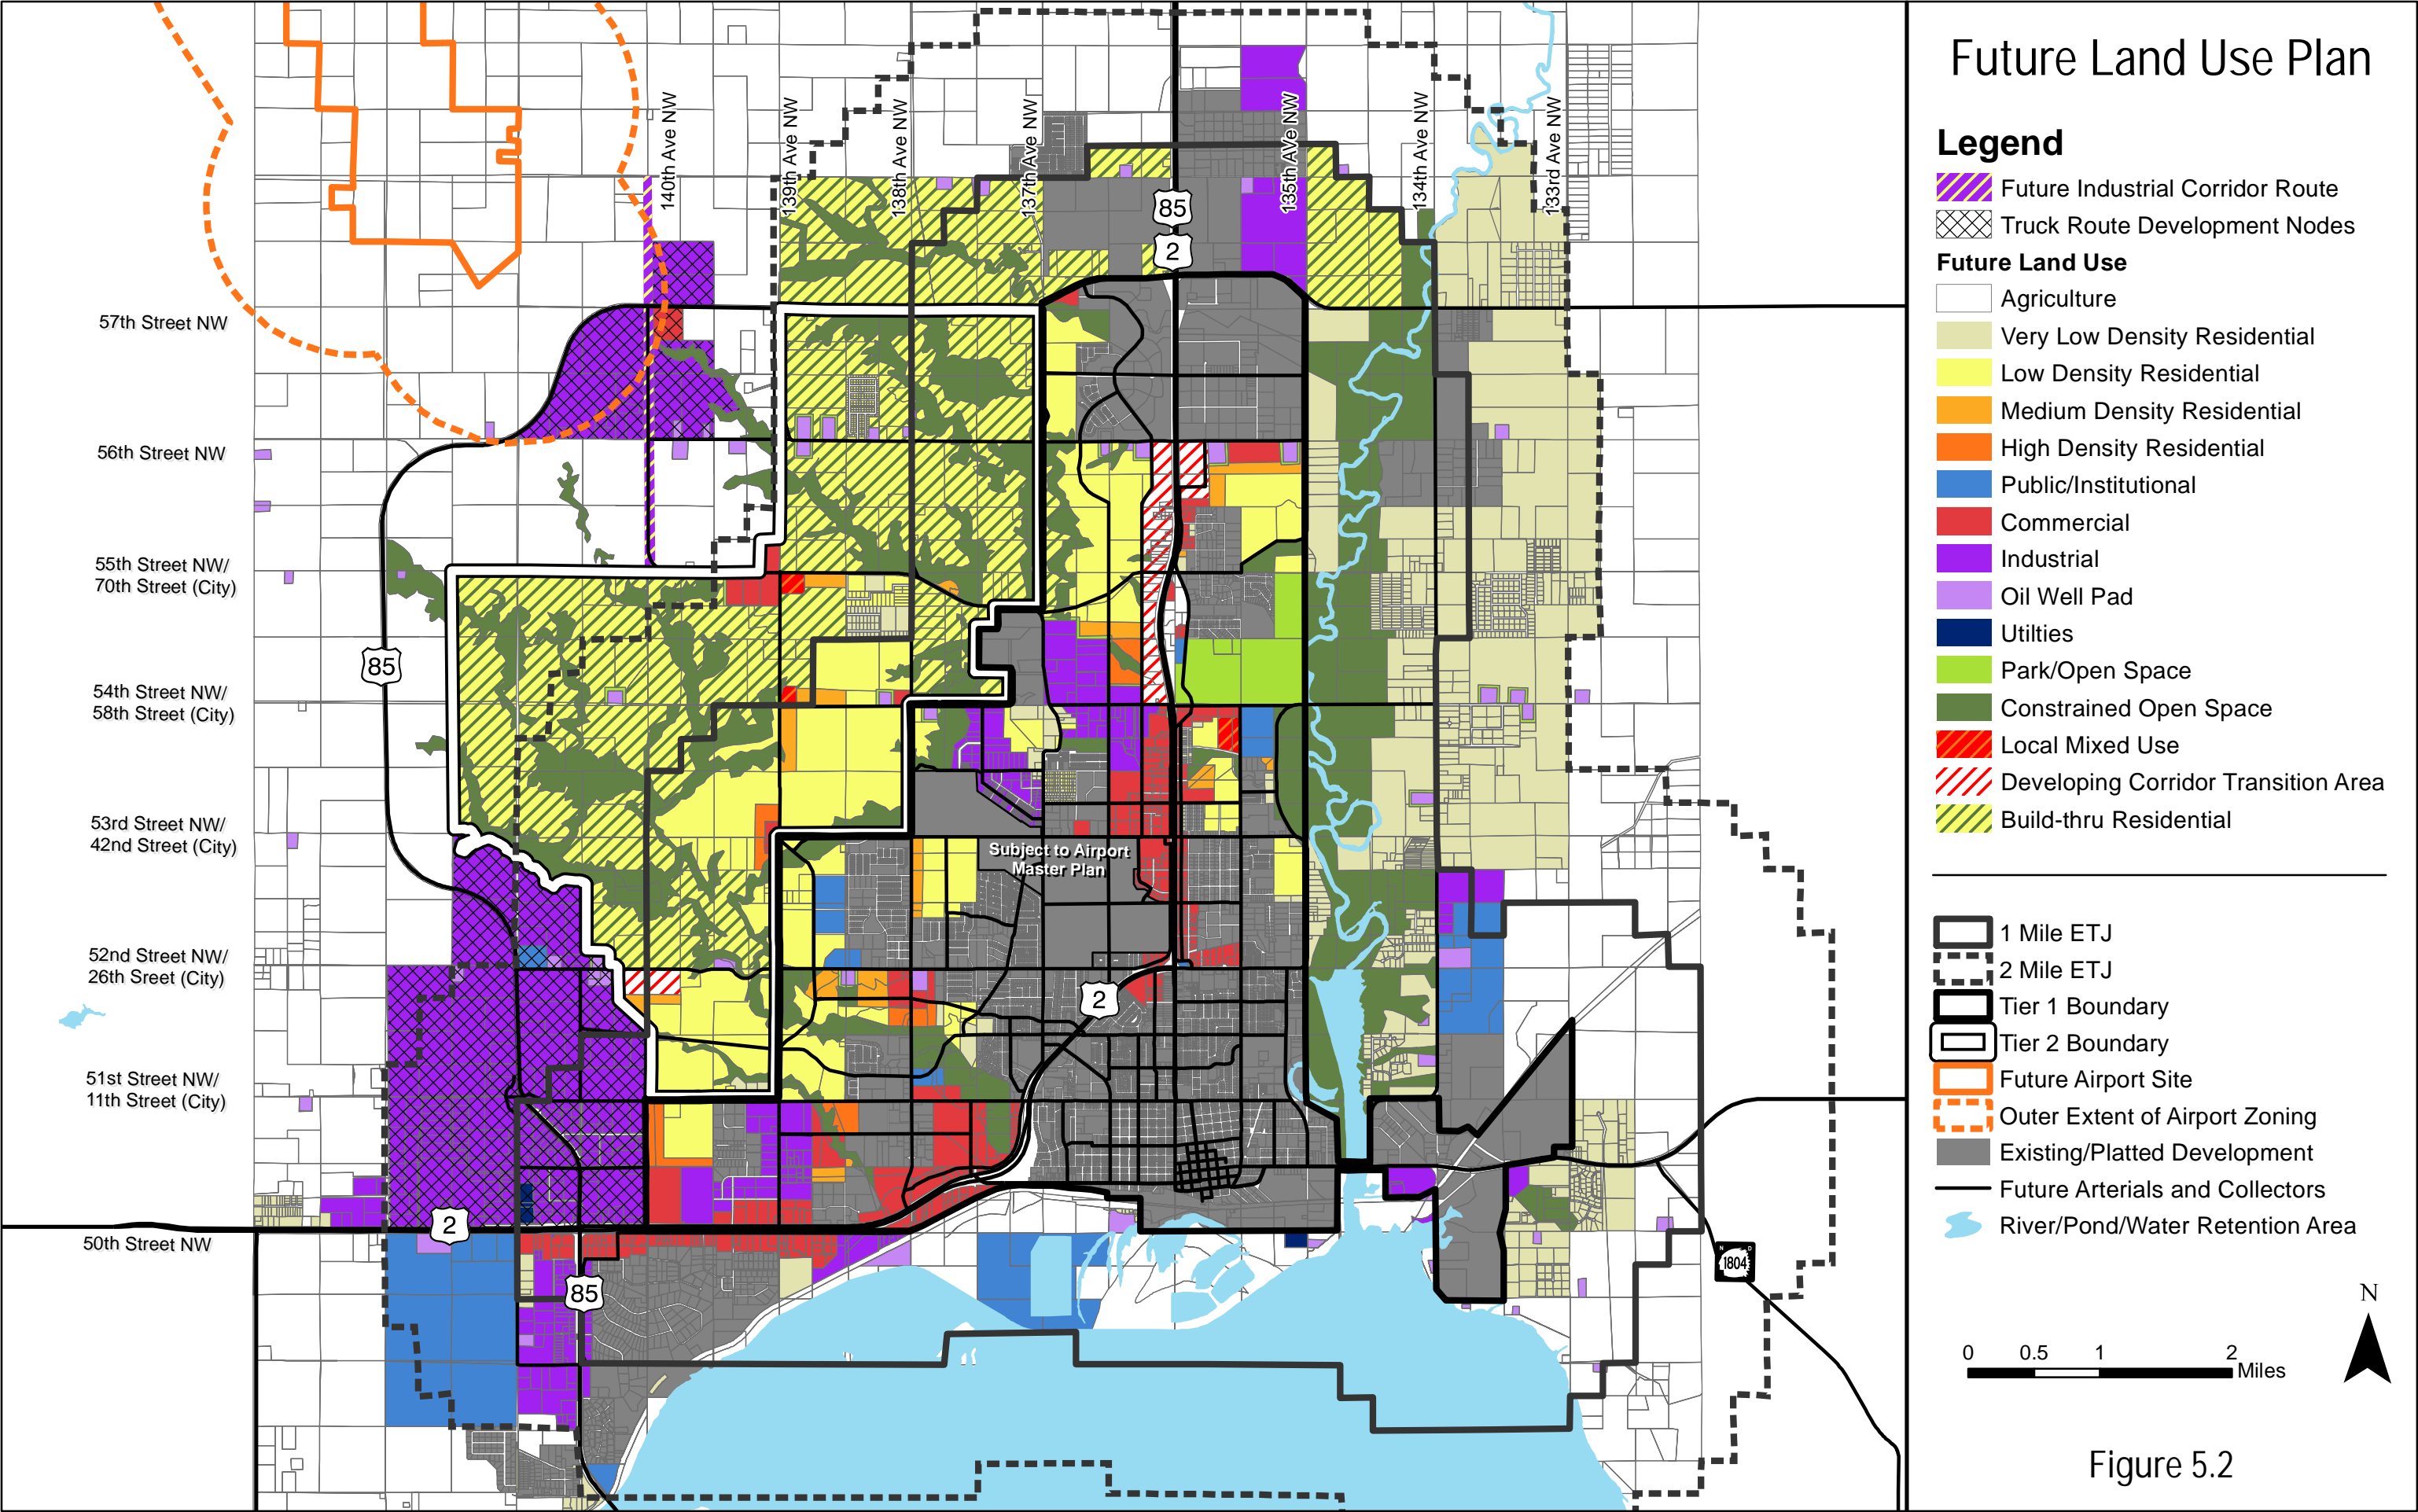 Future Land Use Plan
Legend
Future Industrial Corridor Route
Truck Route Development Nodes
Future Land Use
Agriculture
Very Low Density Residential
Low Density Residential
Medium Density Residential
High Density Residential
Public/Institutional
Commercial
Industrial
Oil Well Pad
Utilties
Park/Open Space
Constrained Open Space
Local Mixed Use
Developing Corridor Transition Area
Build-thru Residential
1 Mile ETJ
2 Mile ETJ
Tier 1 Boundary
Tier 2 Boundary
Future Airport Site
Outer Extent of Airport Zoning
Existing/Platted Development
Future Arterials and Collectors
River/Pond/Water Retention Area
N
0 0.5 1 2
Miles
Figure 5.2
140th Ave NW
139th Ave NW
138th Ave NW
137th Ave NW
135th Ave NW
134th Ave NW
133rd Ave NW
85
2
57th Street NW
56th Street NW
55th Street NW/
70th Street (City)
85
54th Street NW/
58th Street (City)
53rd Street NW/
42nd Street (City)
Subject to Airport
Master Plan
52nd Street NW/
26th Sreet (City)
2
51st Street NW/
11th Street (City)
2
50th Street NW
85
N D
1804